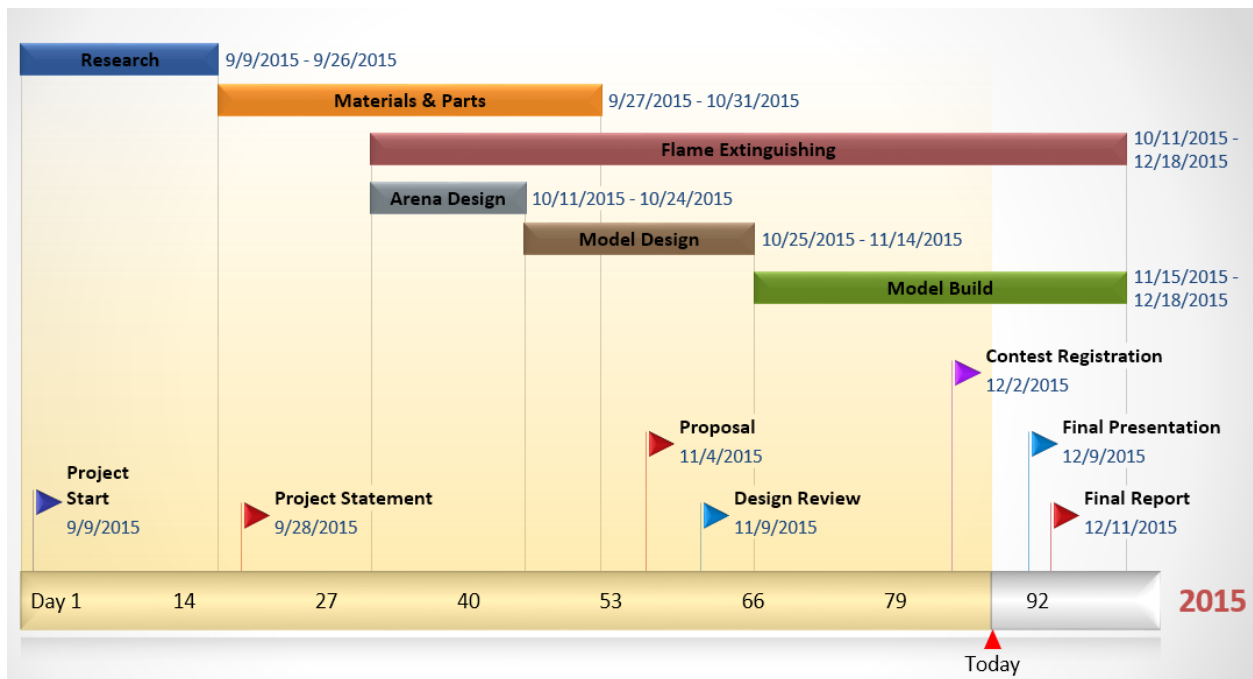 Research
9/9/2015 - 9/26/2015
Materials & Parts
9/27/2015 - 10/31/2015
Flame Extinguishing
10/11/2015 -
12/18/2015
Arena Design
10/11/2015 - 10/24/2015
Model Design
10/25/2015 - 11/14/2015
Model Build
11/15/2015 -
12/18/2015
Contest Registration
12/2/2015
Proposal
11/4/2015
Final Presentation
12/9/2015
Project
Start
9/9/2015
Project Statement
9/28/2015
Design Review
11/9/2015
Final Report
12/11/2015
Day 1 14 27 40 53 66 79 92 2015
Today